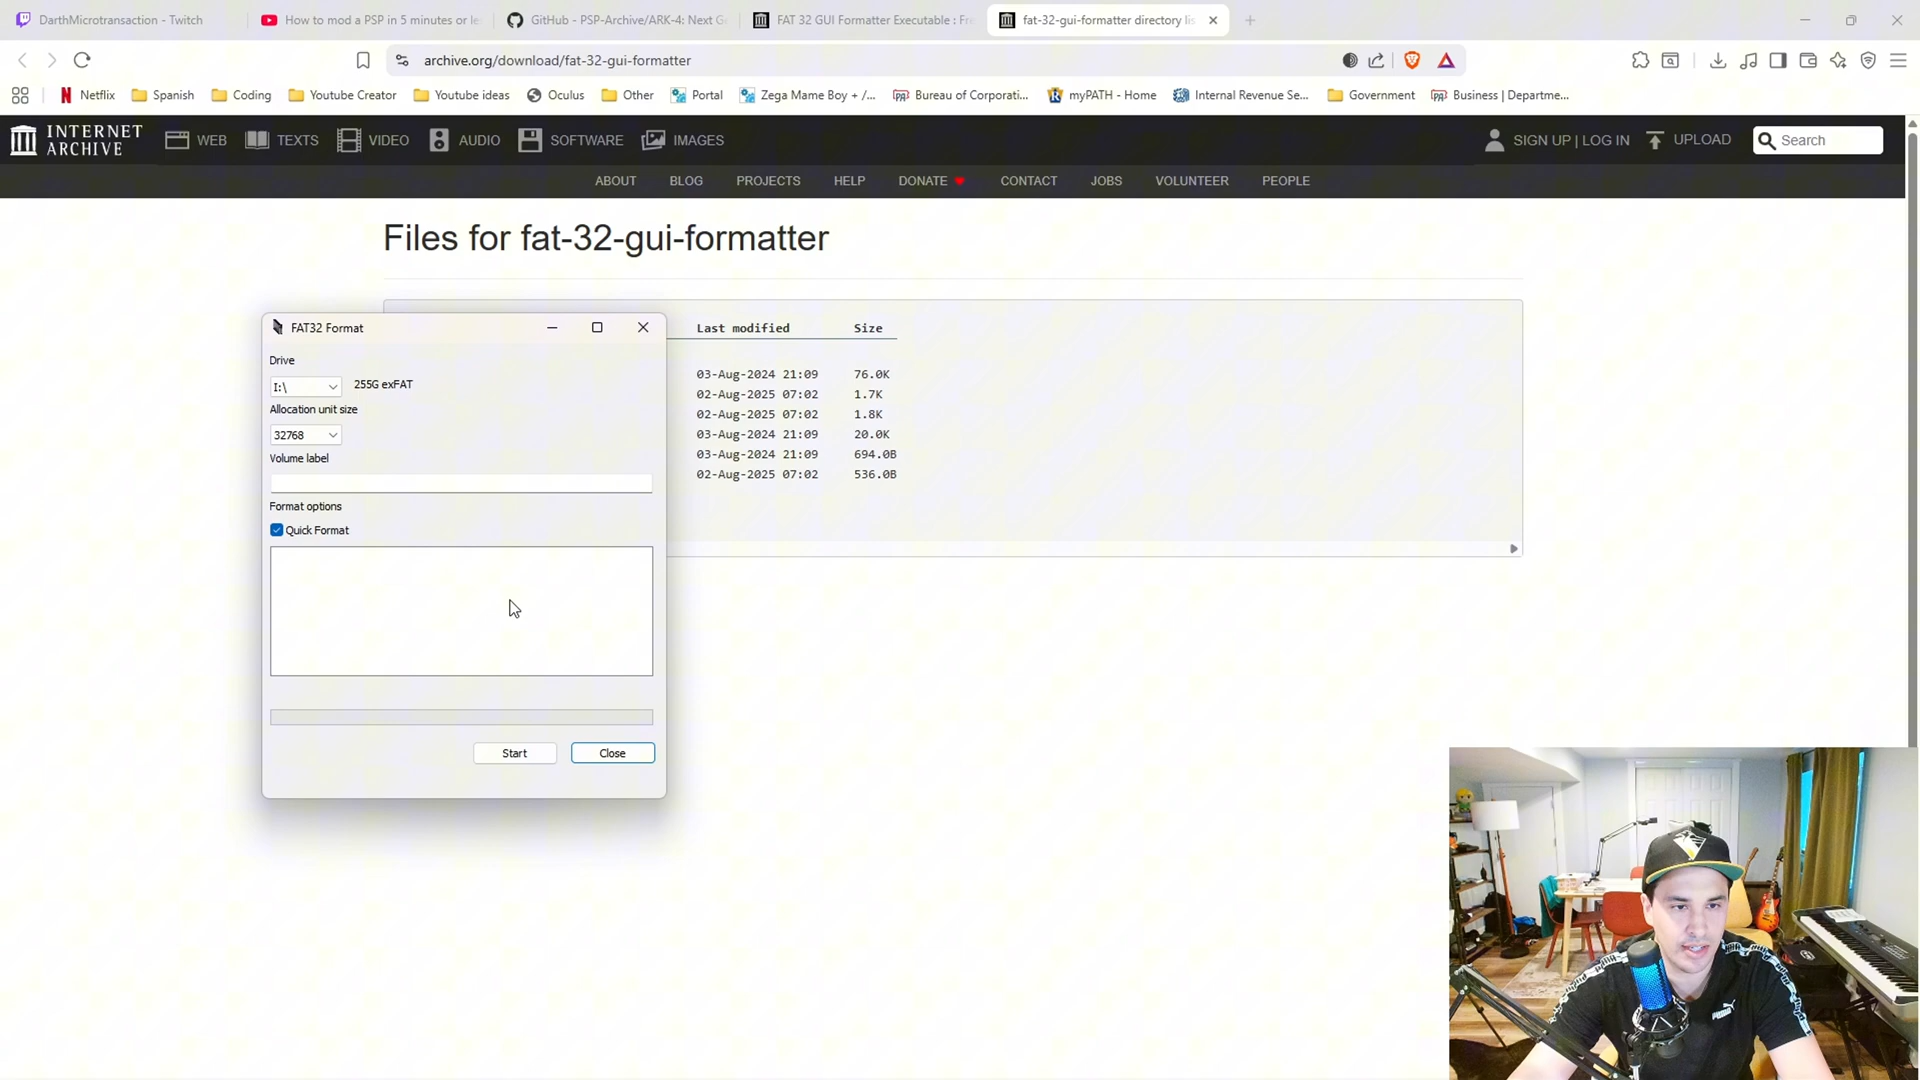 DarthMicrotransaction - Twitch
How to mod a PSP in 5 minutes or le
GitHub - PSP-Archive/ARK-4: Next G
FAT 32 GUI Formatter Executable : Fr
fat-32-gui-formatter directory lis
archive.org/download/fat-32-gui-formatter
Netflix
Spanish
Coding
Youtube Creator
Youtube ideas
Oculus
Other
Portal
Zega Mame Boy + /...
Bureau of Corporati...
myPATH - Home
Internal Revenue Se...
Government
Business | Departme...
INTERNET
ARCHIVE
WEB
TEXTS
VIDEO
AUDIO
SOFTWARE
IMAGES
SIGN UP | LOG IN
UPLOAD
Search
ABOUT
BLOG
PROJECTS
HELP
DONATE
CONTACT
JOBS
VOLUNTEER
PEOPLE
Files for fat-32-gui-formatter
Last modified Size
03-Aug-2024 21:09 76.0K
02-Aug-2025 07:02 1.7K
02-Aug-2025 07:02 1.8K
03-Aug-2024 21:09 20.0K
03-Aug-2024 21:09 694.0B
02-Aug-2025 07:02 536.0B
FAT32 Format
Drive
I:\
255G exFAT
Allocation unit size
32768
Volume label
Format options
Quick Format
Start
Close